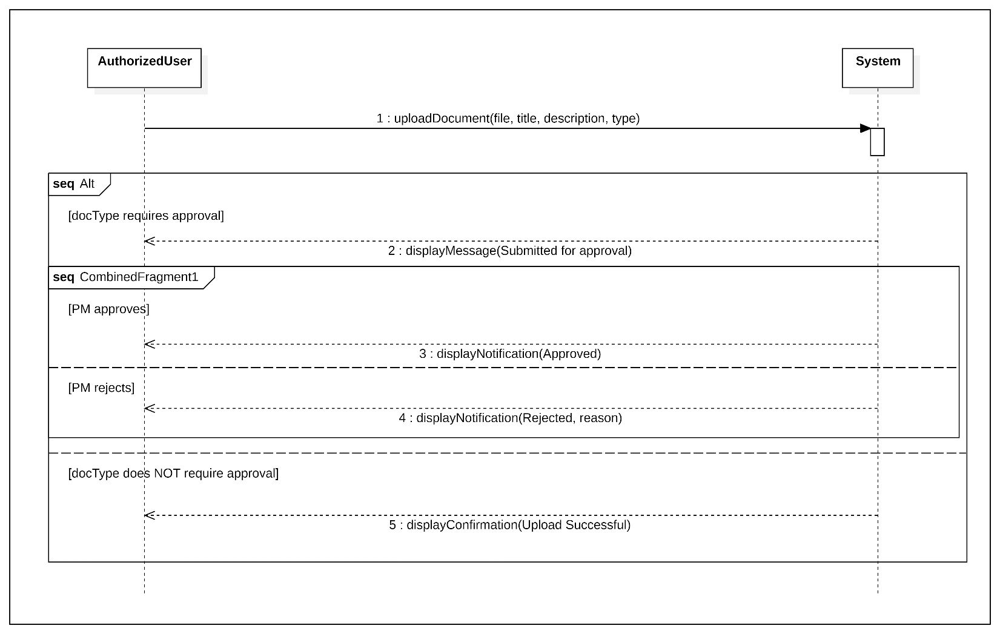 AuthorizedUser
System
1 : uploadDocument(file, title, description, type)
seq Alt
[docType requires approval]
2 : displayMessage(Submitted for approval)
seq CombinedFragment1
[PM approves]
3 : displayNotification(Approved)
[PM rejects]
4 : displayNotification(Rejected, reason)
[docType does NOT require approval]
5 : displayConfirmation(Upload Successful)